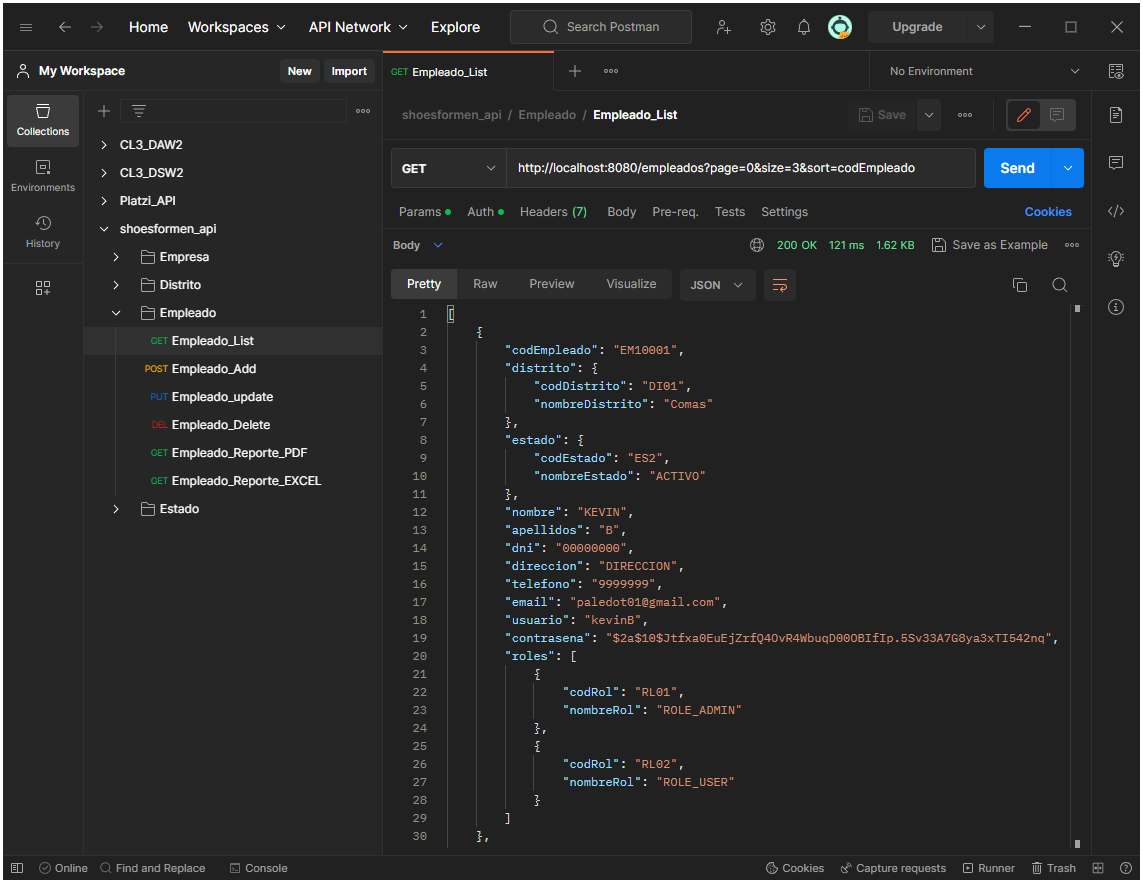 Home Workspaces API Network Explore Search Postman Upgrade
My Workspace New Import
GET Empleado_List
No Environment
Collections
Environments
History
CL3_DAW2
CL3_DSW2
Platzi_API
shoesformen_api
Empresa
Distrito
Empleado
GET Empleado_List
POST Empleado_Add
PUT Empleado_update
DEL Empleado_Delete
GET Empleado_Reporte_PDF
GET Empleado_Reporte_EXCEL
Estado
shoesformen_api / Empleado / Empleado_List Save
GET http://localhost:8080/empleados?page=0&size=3&sort=codEmpleado Send
Params Auth Headers (7) Body Pre-req. Tests Settings Cookies
Body 200 OK 121 ms 1.62 KB Save as Example
Pretty Raw Preview Visualize JSON
1 [
2 {
3 "codEmpleado": "EM10001",
4 "distrito": {
5 "codDistrito": "DI01",
6 "nombreDistrito": "Comas"
7 },
8 "estado": {
9 "codEstado": "ES2",
10 "nombreEstado": "ACTIVO"
11 },
12 "nombre": "KEVIN",
13 "apellidos": "B",
14 "dni": "00000000",
15 "direccion": "DIRECCION",
16 "telefono": "9999999",
17 "email": "paledot01@gmail.com",
18 "usuario": "kevinB",
19 "contrasena": "$2a$10$Jtfxa0EuEjZrfQ4OvR4WbuqD00OBIfIp.5Sv33A7G8ya3xTI542nq",
20 "roles": [
21 {
22 "codRol": "RL01",
23 "nombreRol": "ROLE_ADMIN"
24 },
25 {
26 "codRol": "RL02",
27 "nombreRol": "ROLE_USER"
28 }
29 ]
30 },
Online Find and Replace Console Cookies Capture requests Runner Trash